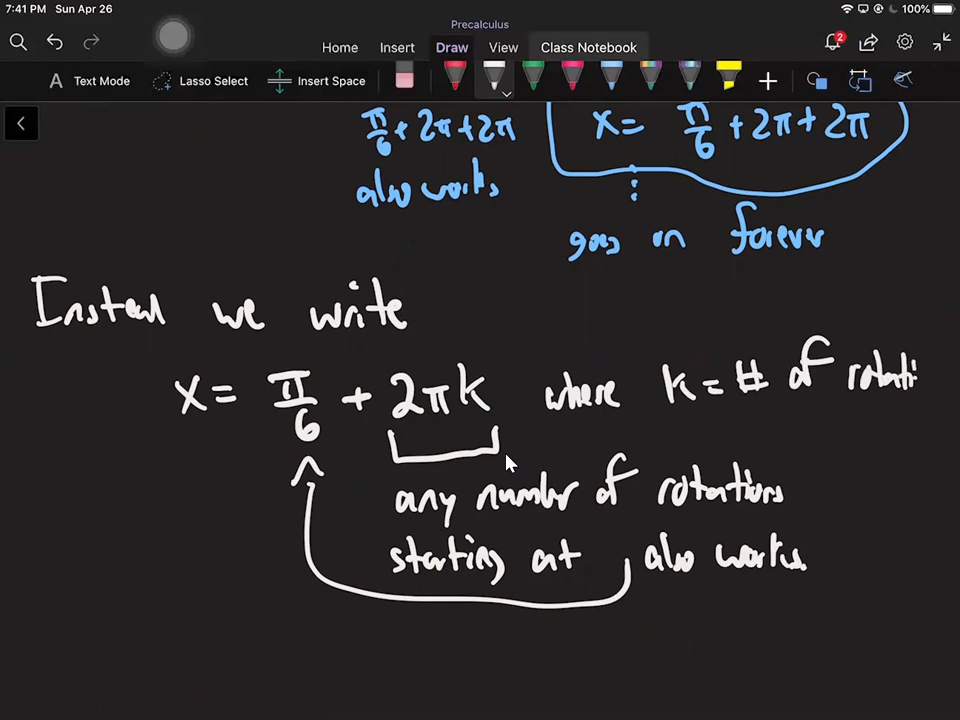 7:41 PM Sun Apr 26
100%
Precalculus
Home Insert Draw View Class Notebook
2
Text Mode Lasso Select Insert Space
π/6 + 2π + 2π
also works
x = π/6 + 2π + 2π
goes on forever
Instead we write
x = π/6 + 2πk where k = # of rotati
any number of rotations
starting at also works.